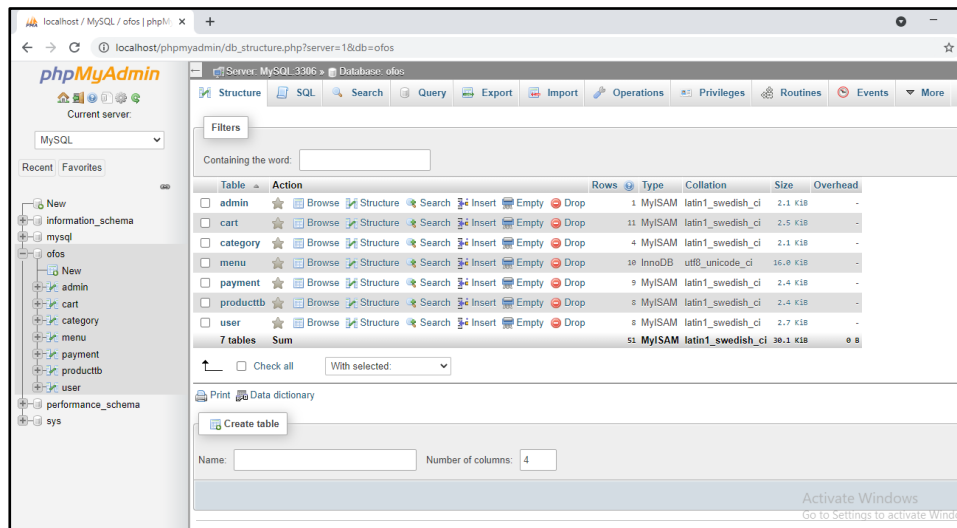 localhost / MySQL / ofos | phpM
localhost/phpmyadmin/db_structure.php?server=1&db=ofos
phpMyAdmin
Current server:
MySQL
Recent Favorites
New
information_schema
mysql
ofos
New
admin
cart
category
menu
payment
producttb
user
performance_schema
sys
Server: MySQL:3306 » Database: ofos
Structure SQL Search Query Export Import Operations Privileges Routines Events More
Filters
Containing the word:
Table Action Rows Type Collation Size Overhead
admin Browse Structure Search Insert Empty Drop 1 MyISAM latin1_swedish_ci 2.1 KiB -
cart Browse Structure Search Insert Empty Drop 11 MyISAM latin1_swedish_ci 2.5 KiB -
category Browse Structure Search Insert Empty Drop 4 MyISAM latin1_swedish_ci 2.1 KiB -
menu Browse Structure Search Insert Empty Drop 10 InnoDB utf8_unicode_ci 16.0 KiB -
payment Browse Structure Search Insert Empty Drop 9 MyISAM latin1_swedish_ci 2.4 KiB -
producttb Browse Structure Search Insert Empty Drop 8 MyISAM latin1_swedish_ci 2.4 KiB -
user Browse Structure Search Insert Empty Drop 8 MyISAM latin1_swedish_ci 2.7 KiB -
7 tables Sum 51 MyISAM latin1_swedish_ci 30.1 KiB 0 B
Check all With selected:
Print Data dictionary
Create table
Name: Number of columns: 4
Activate Windows
Go to Settings to activate Wind